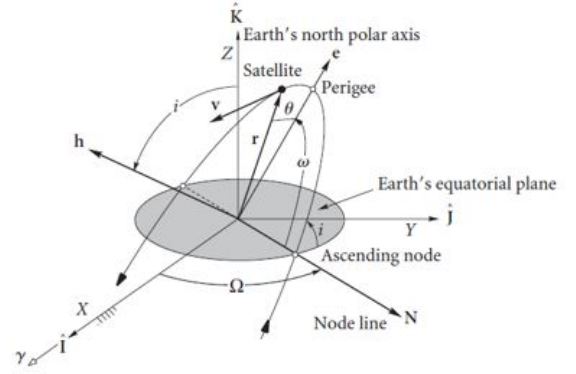 K̂
Earth's north polar axis
Z
e
Satellite
Perigee
i
v
θ
r
h
ω
Earth's equatorial plane
Ĵ
Y
i
Ascending node
Ω
X
N
Node line
Î
γ